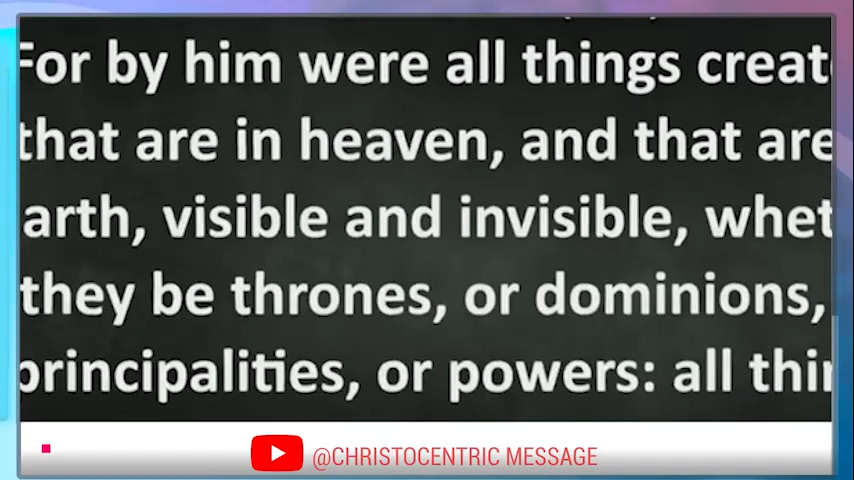 For by him were all things creat
that are in heaven, and that are
arth, visible and invisible, whet
they be thrones, or dominions,
principalities, or powers: all thin
@CHRISTOCENTRIC MESSAGE